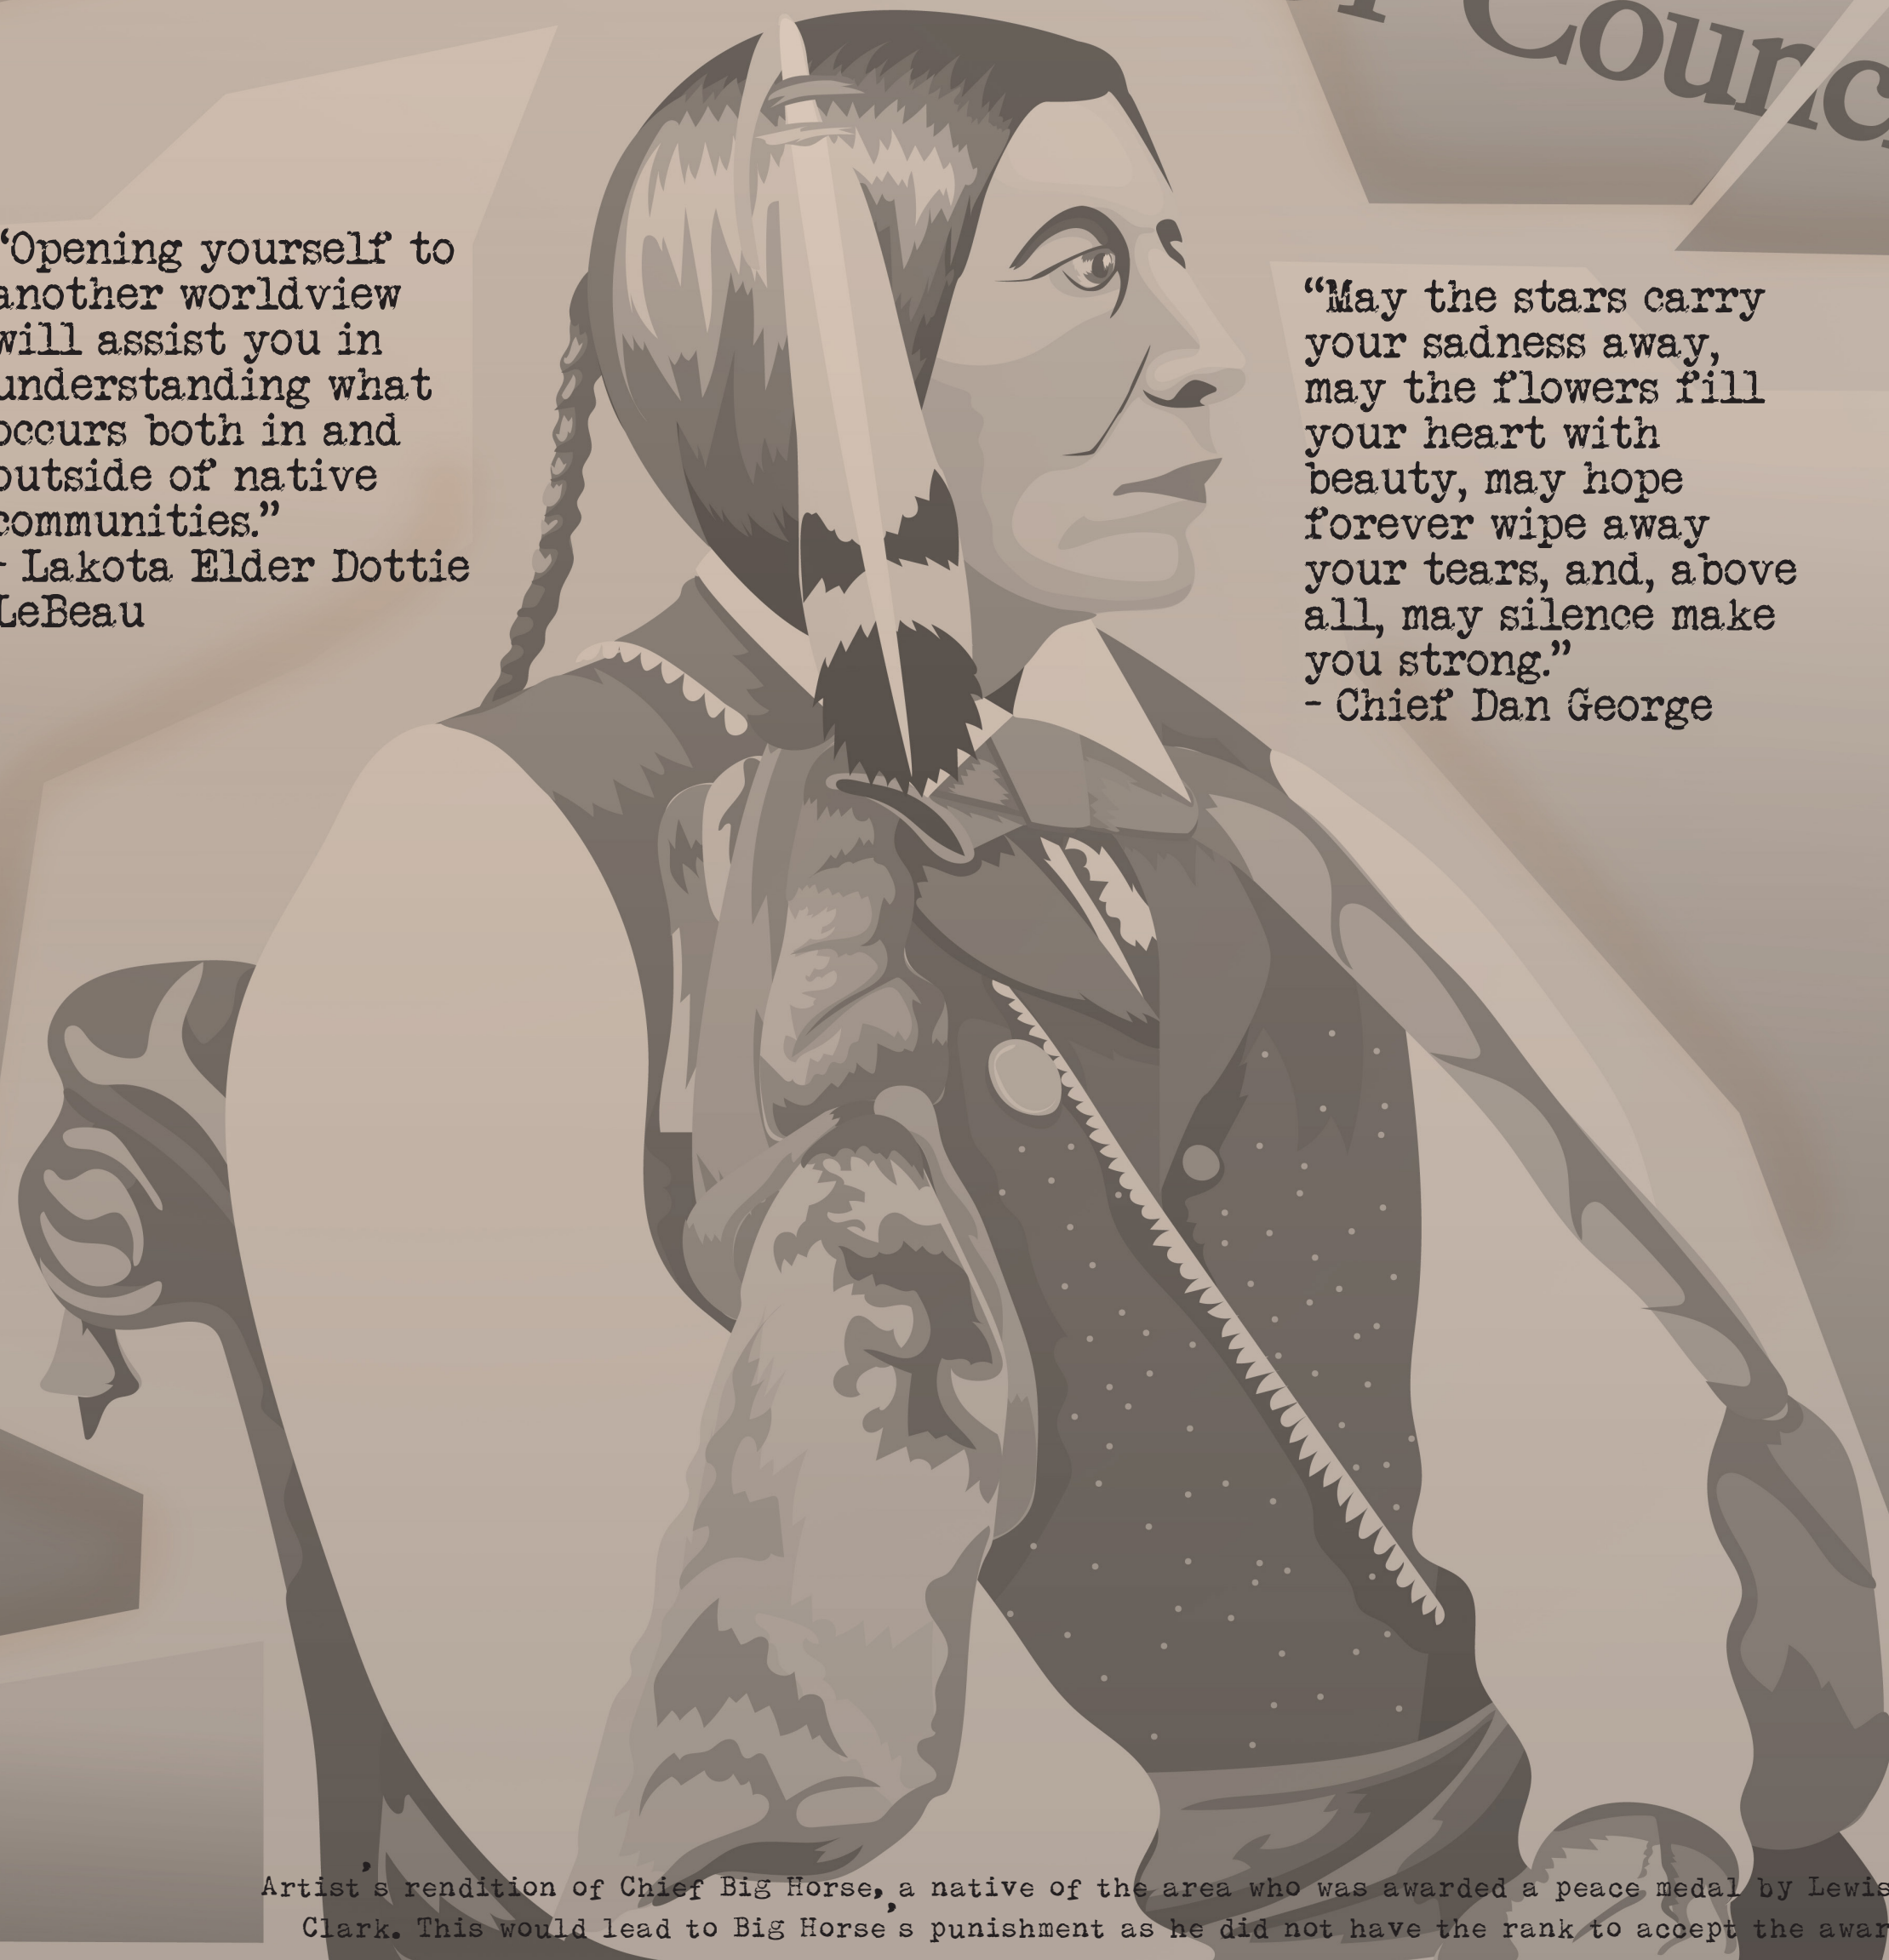 Counc
“Opening yourself to
another worldview
will assist you in
understanding what
occurs both in and
outside of native
communities.”
- Lakota Elder Dottie
LeBeau
“May the stars carry
your sadness away,
may the flowers fill
your heart with
beauty, may hope
forever wipe away
your tears, and, above
all, may silence make
you strong.”
- Chief Dan George
Artist's rendition of Chief Big Horse, a native of the area who was awarded a peace medal by Lewis
Clark. This would lead to Big Horse's punishment as he did not have the rank to accept the awar